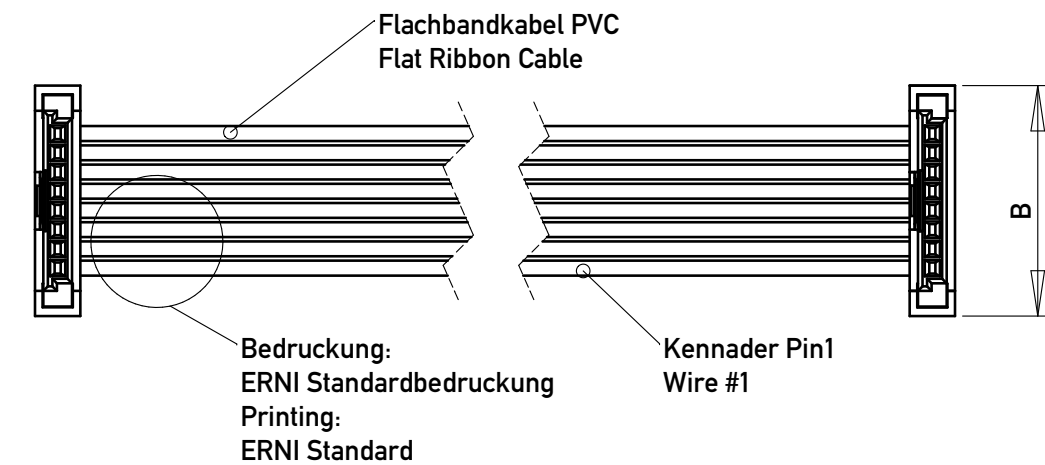 Flachbandkabel PVC
Flat Ribbon Cable
B
Bedruckung:
ERNI Standardbedruckung
Printing:
ERNI Standard
Kennader Pin1
Wire #1